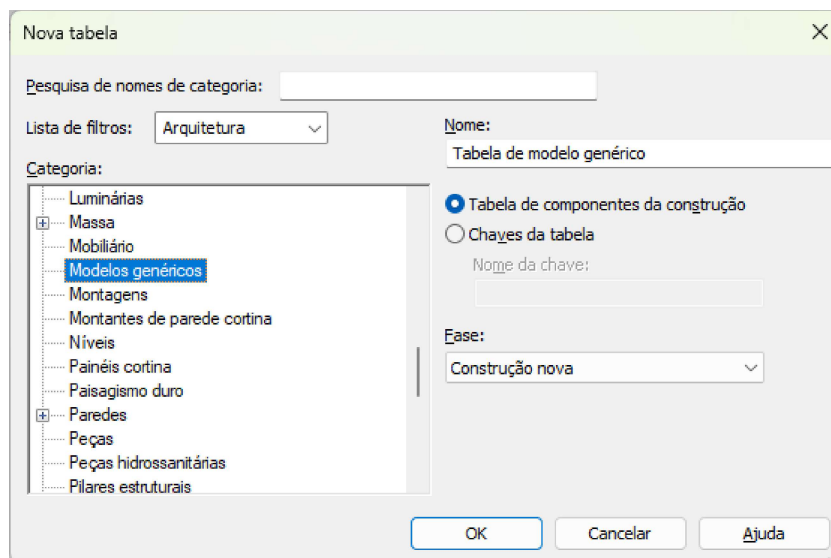 Nova tabela
Pesquisa de nomes de categoria:
Lista de filtros:
Arquitetura
Categoria:
Luminárias
Massa
Mobiliário
Modelos genéricos
Montagens
Montantes de parede cortina
Níveis
Painéis cortina
Paisagismo duro
Paredes
Peças
Peças hidrossanitárias
Pilares estruturais
Nome:
Tabela de modelo genérico
Tabela de componentes da construção
Chaves da tabela
Nome da chave:
Fase:
Construção nova
OK
Cancelar
Ajuda